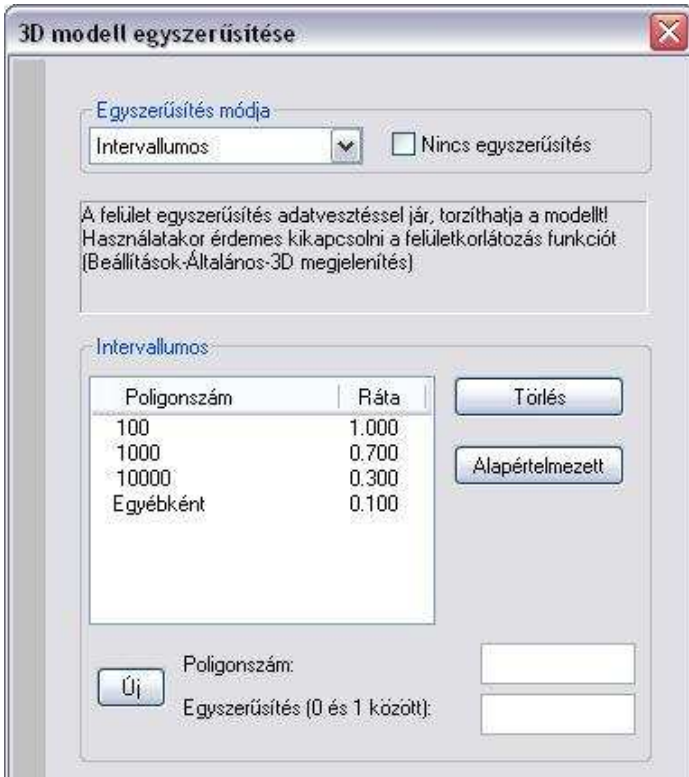 3D modell egyszerűsítése
Egyszerűsítés módja
Intervallumos
Nincs egyszerűsítés
A felület egyszerűsítés adatvesztéssel jár, torzíthatja a modellt!
Használatakor érdemes kikapcsolni a felületkorlátozás funkciót
(Beállítások-Általános-3D megjelenítés)
Intervallumos
Poligonszám Ráta
100 1.000
1000 0.700
10000 0.300
Egyébként 0.100
Törlés
Alapértelmezett
Új
Poligonszám:
Egyszerűsítés (0 és 1 között):